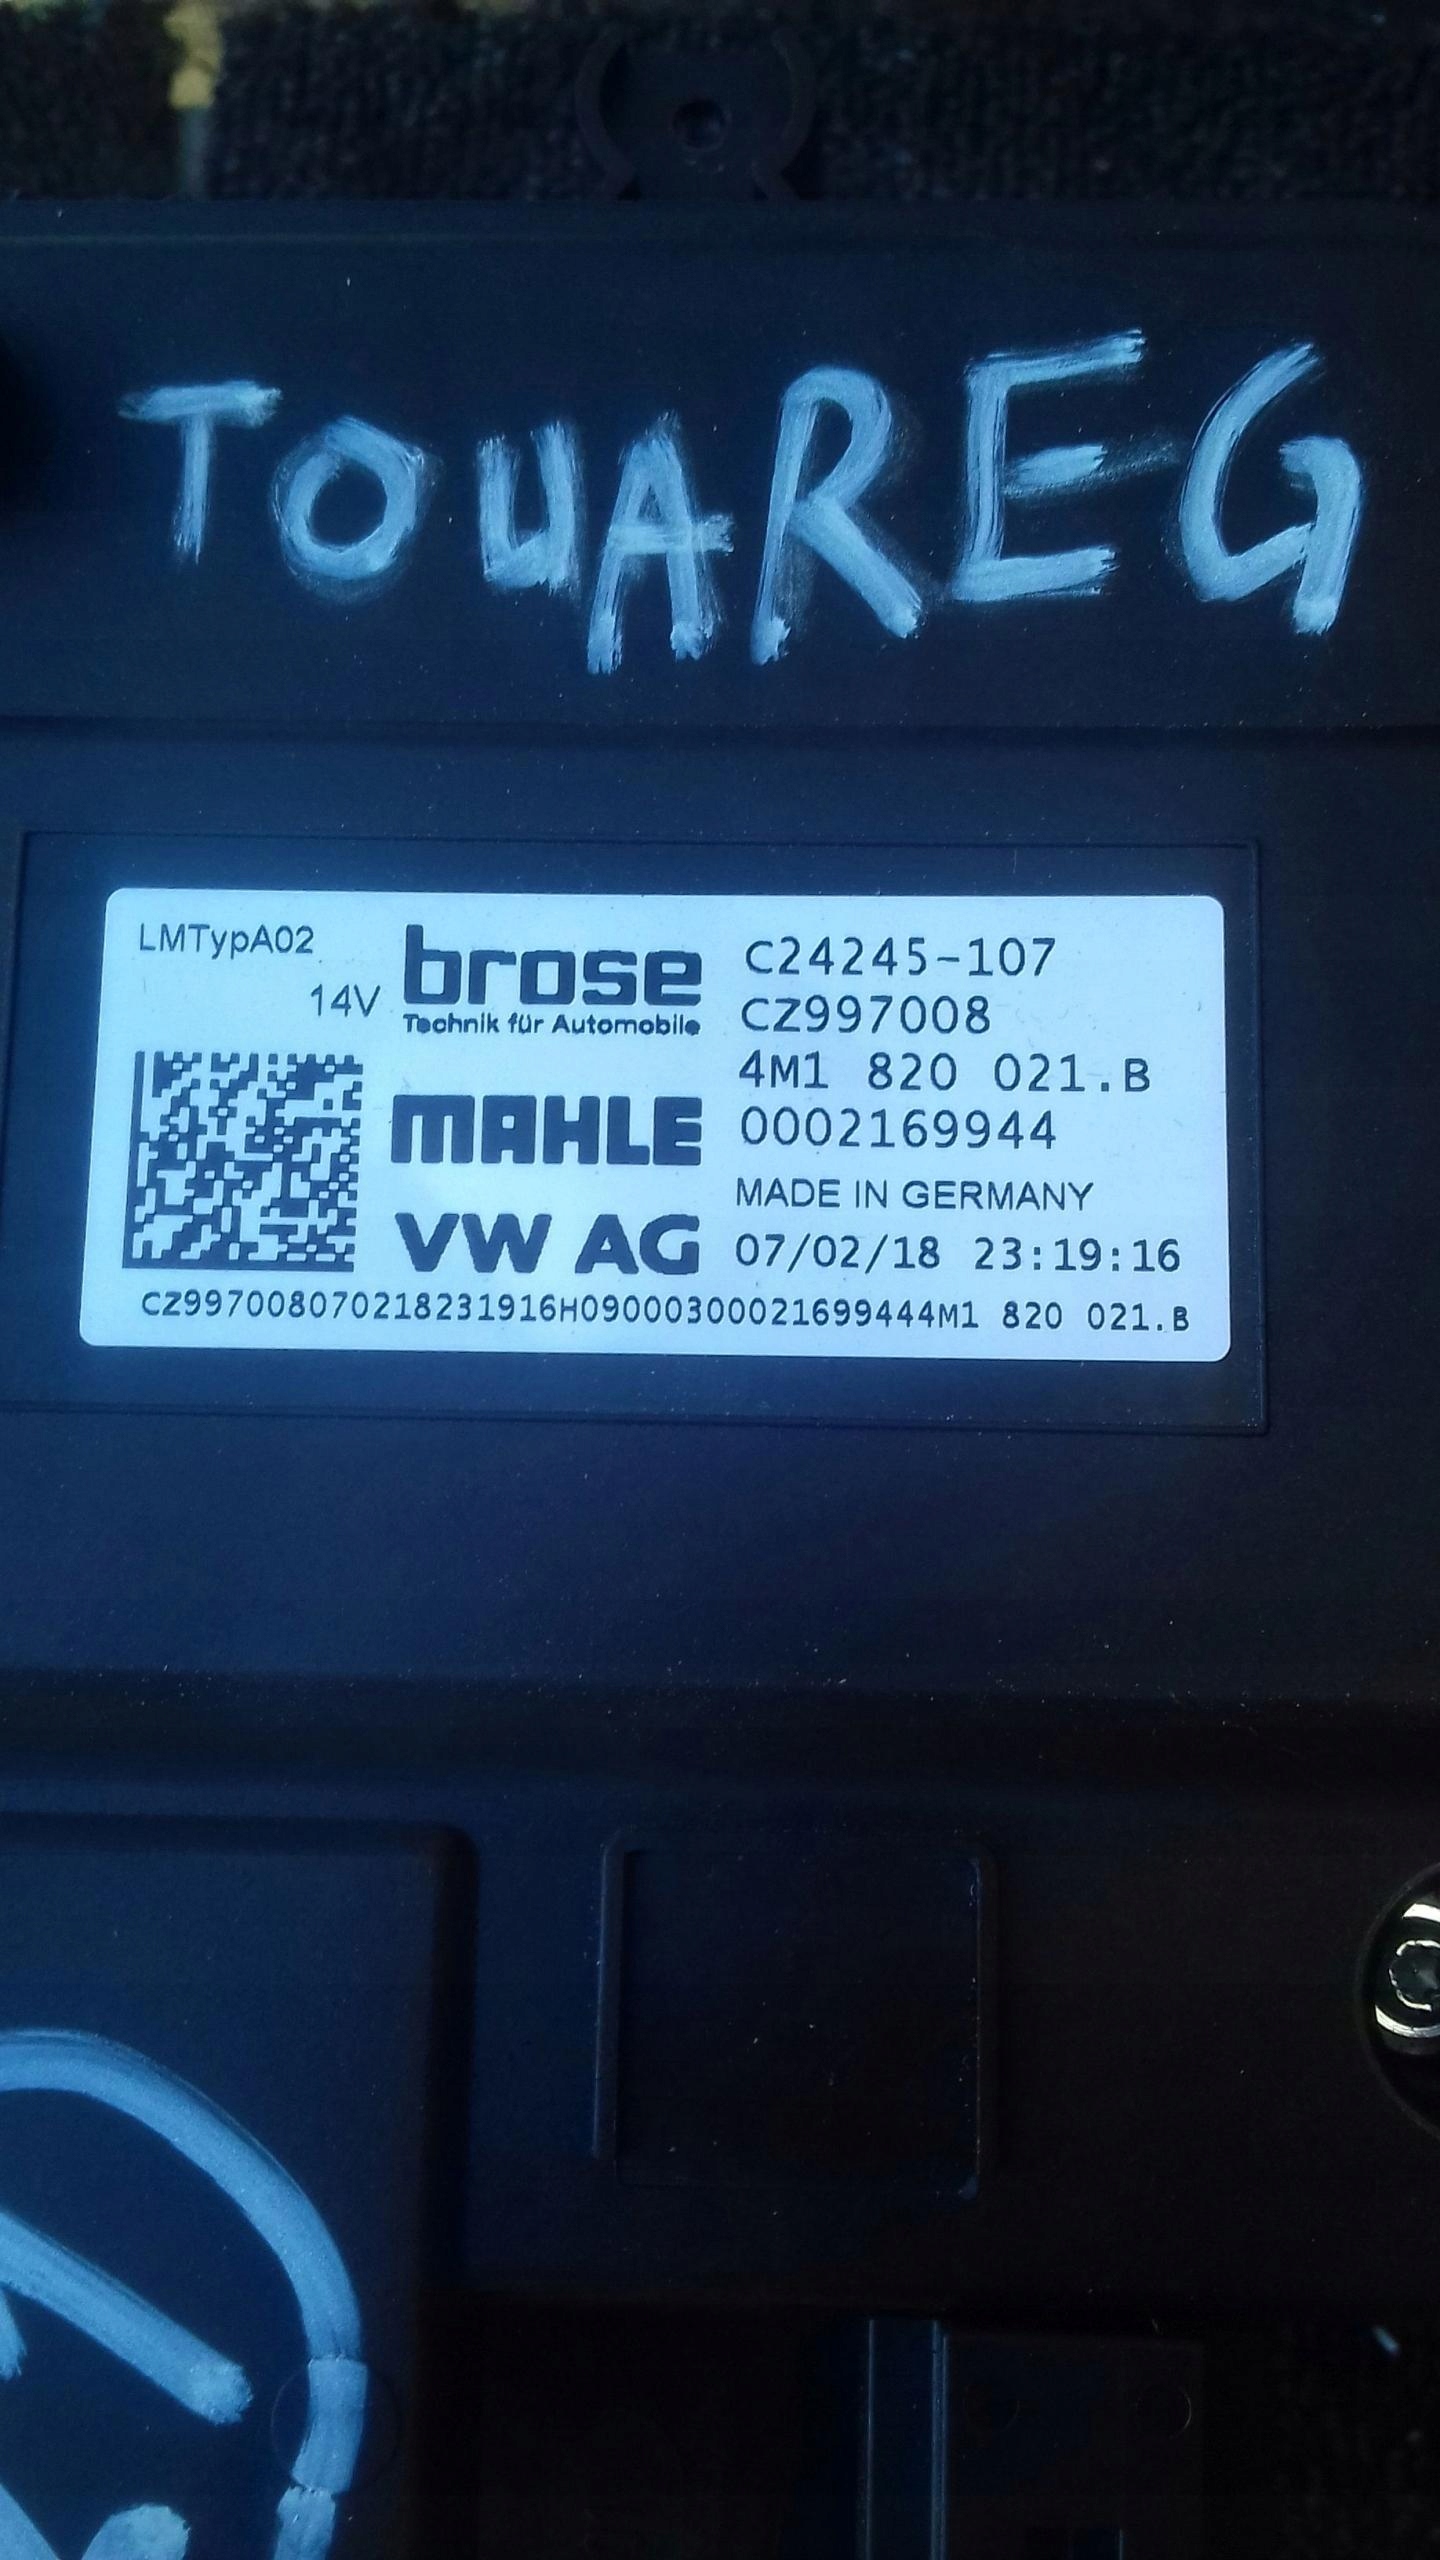 TOUAREG
LMTypA02
14V
brose
Technik für Automobile
MAHLE
VW AG
C24245-107
CZ997008
4M1 820 021.B
0002169944
MADE IN GERMANY
07/02/18 23:19:16
CZ997008070218231916H09000300021699444M1 820 021.B